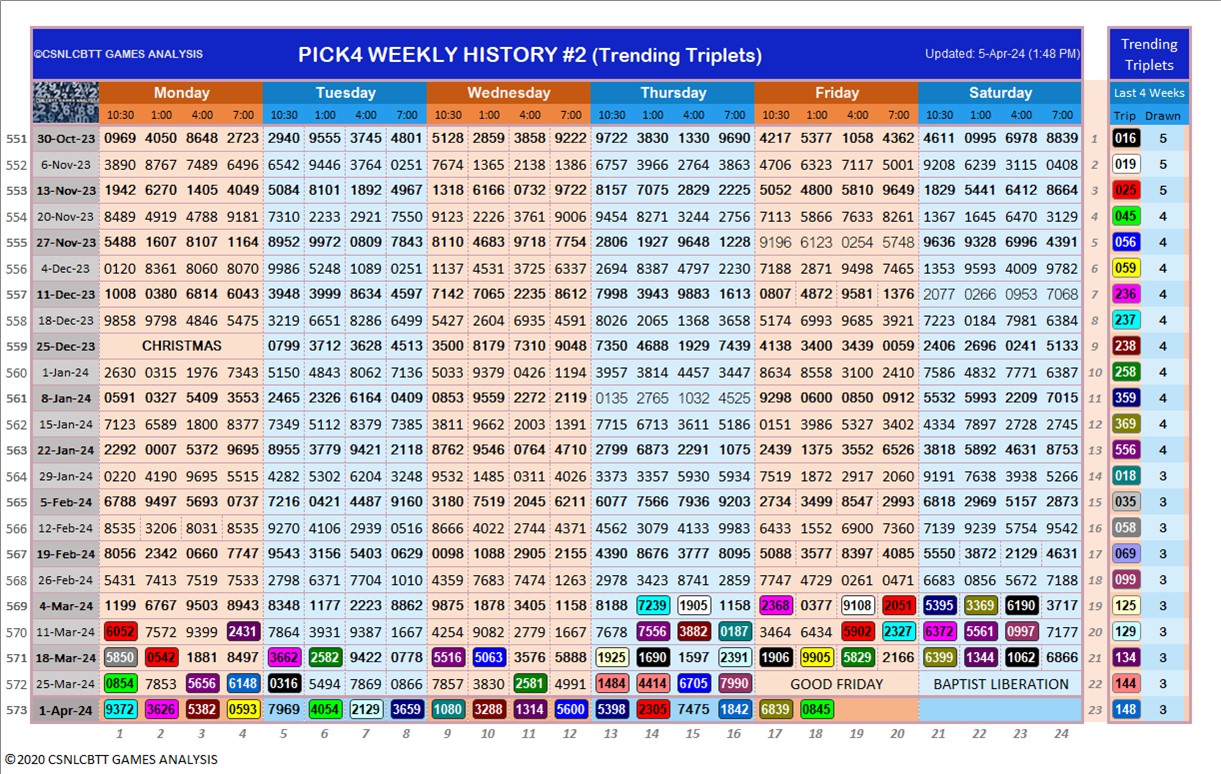 ©CSNLCBTT GAMES ANALYSIS PICK4 WEEKLY HISTORY #2 (Trending Triplets) Updated: 5-Apr-24 (1:48 PM) Trending Triplets
Monday Tuesday Wednesday Thursday Friday Saturday Last 4 Weeks
10:30 1:00 4:00 7:00 10:30 1:00 4:00 7:00 10:30 1:00 4:00 7:00 10:30 1:00 4:00 7:00 10:30 1:00 4:00 7:00 10:30 1:00 4:00 7:00 Trip Drawn
551 30-Oct-23 0969 4050 8648 2723 2940 9555 3745 4801 5128 2859 3858 9222 9722 3830 1330 9690 4217 5377 1058 4362 4611 0995 6978 8839 1 016 5
552 6-Nov-23 3890 8767 7489 6496 6542 9446 3764 0251 7674 1365 2138 1386 6757 3966 2764 3863 4706 6323 7117 5001 9208 6239 3115 0408 2 019 5
553 13-Nov-23 1942 6270 1405 4049 5084 8101 1892 4967 1318 6166 0732 9722 8157 7075 2829 2225 5052 4800 5810 9649 1829 5441 6412 8664 3 025 5
554 20-Nov-23 8489 4919 4788 9181 7310 2233 2921 7550 9123 2226 3761 9006 9454 8271 3244 2756 7113 5866 7633 8261 1367 1645 6470 3129 4 045 4
555 27-Nov-23 5488 1607 8107 1164 8952 9972 0809 7843 8110 4683 9718 7754 2806 1927 9648 1228 9196 6123 0254 5748 9636 9328 6996 4391 5 056 4
556 4-Dec-23 0120 8361 8060 8070 9986 5248 1089 0251 1137 4531 3725 6337 2694 8387 4797 2230 7188 2871 9498 7465 1353 9593 4009 9782 6 059 4
557 11-Dec-23 1008 0380 6814 6043 3948 3999 8634 4597 7142 7065 2235 8612 7998 3943 9883 1613 0807 4872 9581 1376 2077 0266 0953 7068 7 236 4
558 18-Dec-23 9858 9798 4846 5475 3219 6651 8286 6499 5427 2604 6935 4591 8026 2065 1368 3658 5174 6993 9685 3921 7223 0184 7981 6384 8 237 4
559 25-Dec-23 CHRISTMAS 0799 3712 3628 4513 3500 8179 7310 9048 7350 4688 1929 7439 4138 3400 3439 0059 2406 2696 0241 5133 9 238 4
560 1-Jan-24 2630 0315 1976 7343 5150 4843 8062 7136 5033 9379 0426 1194 3957 3814 4457 3447 8634 8558 3100 2410 7586 4832 7771 6387 10 258 4
561 8-Jan-24 0591 0327 5409 3553 2465 2326 6164 0409 0853 9559 2272 2119 0135 2765 1032 4525 9298 0600 0850 0912 5532 5993 2209 7015 11 359 4
562 15-Jan-24 7123 6589 1800 8377 7349 5112 8379 7385 3811 9662 2003 1391 7715 6713 3611 5186 0151 3986 5327 3402 4334 7897 2728 2745 12 369 4
563 22-Jan-24 2292 0007 5372 9695 8955 3779 9421 2118 8762 9546 0764 4710 2799 6873 2291 1075 2439 1375 3552 6526 3818 5892 4631 8753 13 556 4
564 29-Jan-24 0220 4190 9695 5515 4282 5302 6204 3249 9532 1485 0311 4026 3373 3357 5735 5934 7519 1872 2917 2060 9191 7638 3938 5266 14 018 3
565 5-Feb-24 6788 9497 5693 0737 7216 0421 4487 9160 3180 7519 2045 6211 6077 7566 7936 9203 2734 3499 8547 2993 6818 2969 5157 2873 15 035 3
566 12-Feb-24 8535 3206 8031 8535 9270 4106 2939 0516 8666 4022 2744 4371 4562 3079 4133 9983 6433 1552 6900 7360 7139 9239 5754 9542 16 058 3
567 19-Feb-24 8056 2342 0660 7747 9543 3156 5403 0629 0098 1088 2905 2155 4390 8676 3777 8095 5088 3577 8397 4085 5550 3872 2129 4631 17 069 3
568 26-Feb-24 5431 7413 7519 7533 2798 6371 7704 1010 4359 7683 7474 1263 2978 3423 8741 2859 7747 4729 0261 0471 6683 0856 5672 7188 18 099 3
569 4-Mar-24 1199 6767 9503 8943 8348 1177 2223 8862 9875 1878 3405 1158 8188 7239 1905 1158 2368 0377 9108 2051 5395 3369 6190 3717 19 125 3
570 11-Mar-24 6052 7572 9399 2431 7864 3931 9387 1667 4254 9082 2779 1667 7678 7556 3882 0187 3464 6434 5902 2327 6372 5561 0997 7177 20 129 3
571 18-Mar-24 5850 0542 1881 8497 3662 2582 9422 0778 5516 5063 3576 5888 1925 1690 1597 2391 1906 9905 5829 2166 6399 1344 1062 6866 21 134 3
572 25-Mar-24 0854 7853 5656 6148 0316 5494 7869 0866 7857 3830 2581 4991 1484 4414 6705 7990 GOOD FRIDAY BAPTIST LIBERATION 22 144 3
573 1-Apr-24 9372 3626 5382 0593 7969 4054 7129 3659 1080 3288 1314 5600 5398 2305 7475 1842 6839 0845 23 148 3
1 2 3 4 5 6 7 8 9 10 11 12 13 14 15 16 17 18 19 20 21 22 23 24
©2020 CSNLCBTT GAMES ANALYSIS